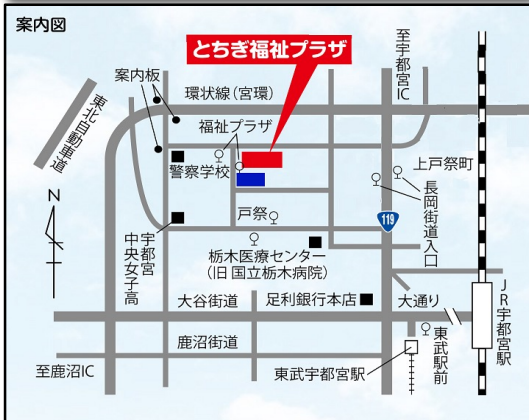 案内図
とちぎ福祉プラザ
至宇都宮IC
案内板
環状線(宮環)
東北自動車道
福祉プラザ
警察学校
上戸祭町
長岡街道入口
N
戸祭
119
宇都宮
中央女子高
栃木医療センター
(旧国立栃木病院)
大谷街道
足利銀行本店
大通り
JR宇都宮駅
鹿沼街道
東武駅前
至鹿沼IC
東武宇都宮駅